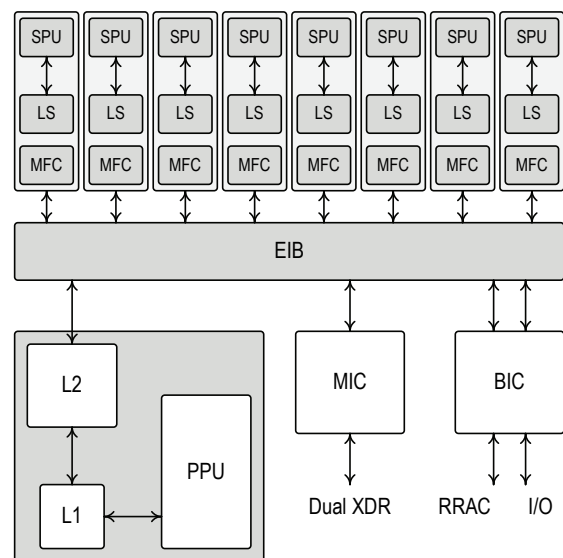 SPU SPU SPU SPU SPU SPU SPU SPU
LS LS LS LS LS LS LS LS
MFC MFC MFC MFC MFC MFC MFC MFC
EIB
L2 MIC BIC
PPU
L1 Dual XDR RRAC I/O